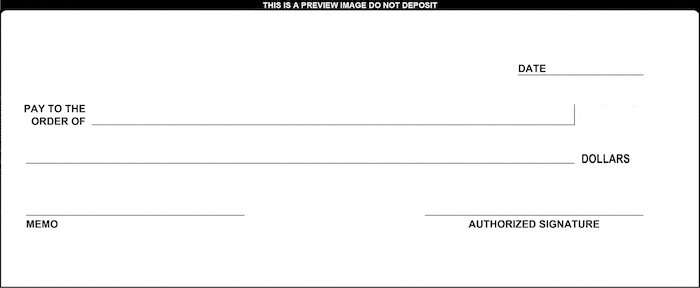 THIS IS A PREVIEW IMAGE DO NOT DEPOSIT
DATE
PAY TO THE
ORDER OF
DOLLARS
MEMO
AUTHORIZED SIGNATURE